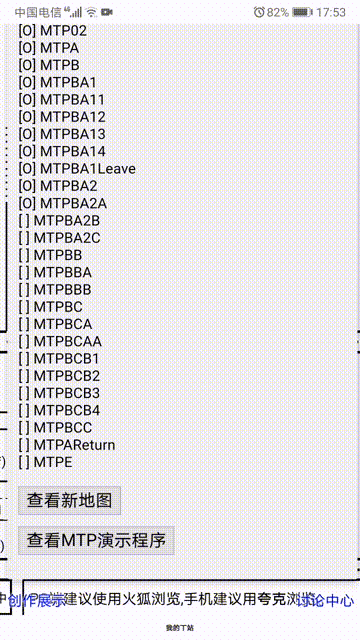 中国电信 82% 17:53
[O] MTP02
[O] MTPA
[O] MTPB
[O] MTPBA1
[O] MTPBA11
[O] MTPBA12
[O] MTPBA13
[O] MTPBA14
[O] MTPBA1Leave
[O] MTPBA2
[O] MTPBA2A
[ ] MTPBA2B
[ ] MTPBA2C
[ ] MTPBB
[ ] MTPBBA
[ ] MTPBBB
[ ] MTPBC
[ ] MTPBCA
[ ] MTPBCAA
[ ] MTPBCB1
[ ] MTPBCB2
[ ] MTPBCB3
[ ] MTPBCB4
[ ] MTPBCC
[ ] MTPAReturn
[ ] MTPE
查看新地图
查看MTP演示程序
建议使用火狐浏览,手机建议用夸克浏览
创作展示 讨论中心
我的丁站